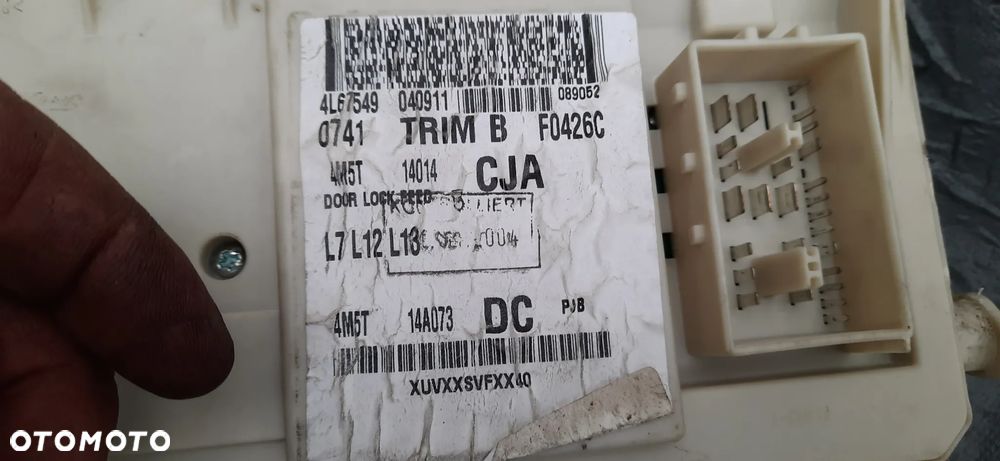 4L67549 040911 089052
0741 TRIM B F0426C
4M5T 14014 CJA
DOOR LOCK FEED
L7 L12 L13
4M5T 14A073 DC PJB
XUVXXSVFXX40
OTOMOTO